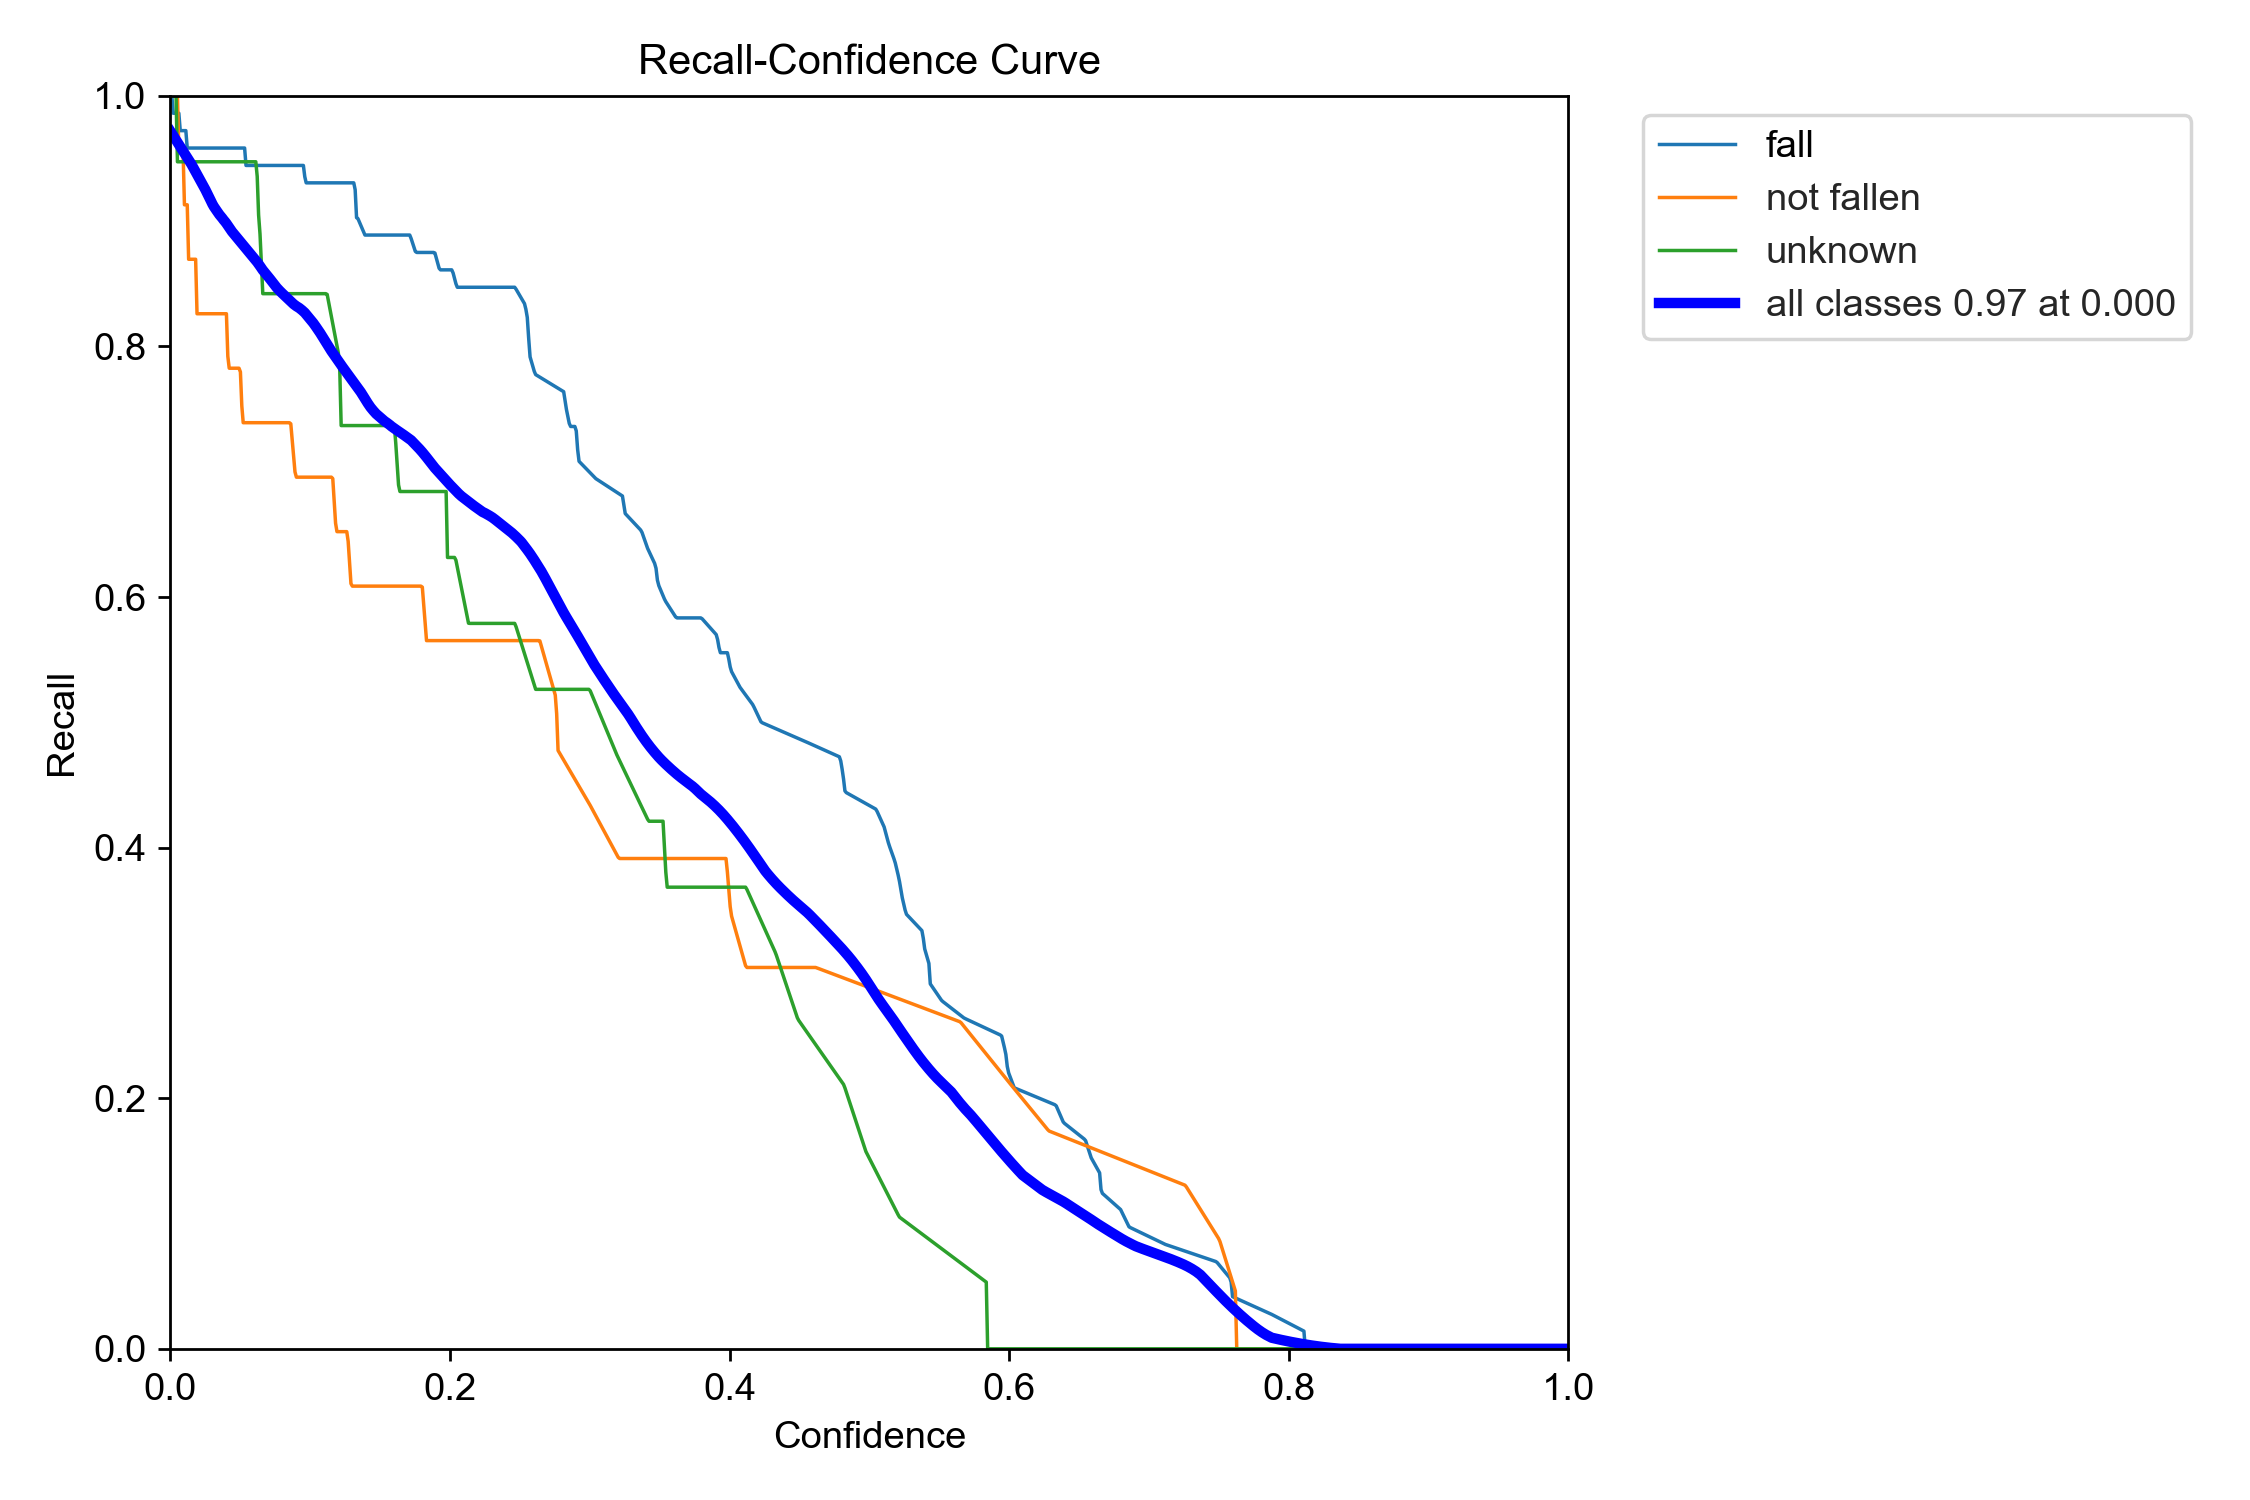 Recall-Confidence Curve
1.0
0.8
0.6
0.4
0.2
0.0
Recall
0.0 0.2 0.4 0.6 0.8 1.0
Confidence
fall
not fallen
unknown
all classes 0.97 at 0.000